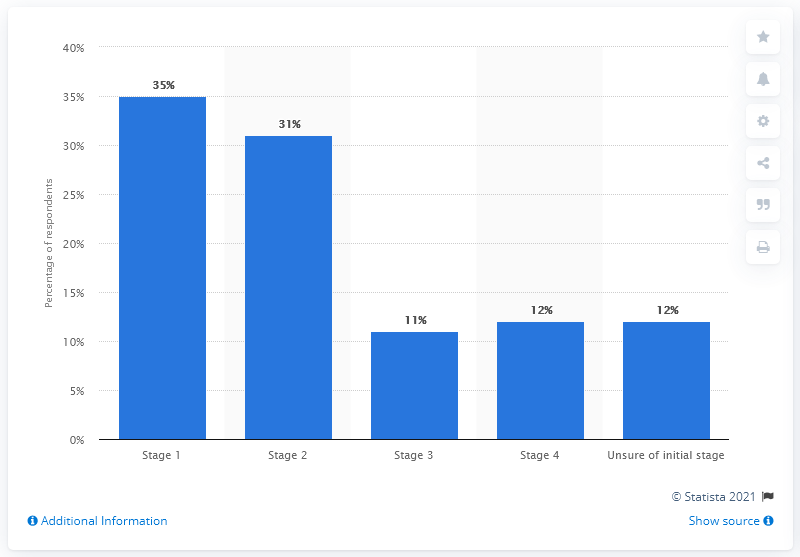 40%
35%
30%
25%
20%
15%
10%
5%
0%
Percentage of respondents
35%
31%
11%
12%
12%
Stage 1
Stage 2
Stage 3
Stage 4
Unsure of initial stage
© Statista 2021
Additional Information
Show source